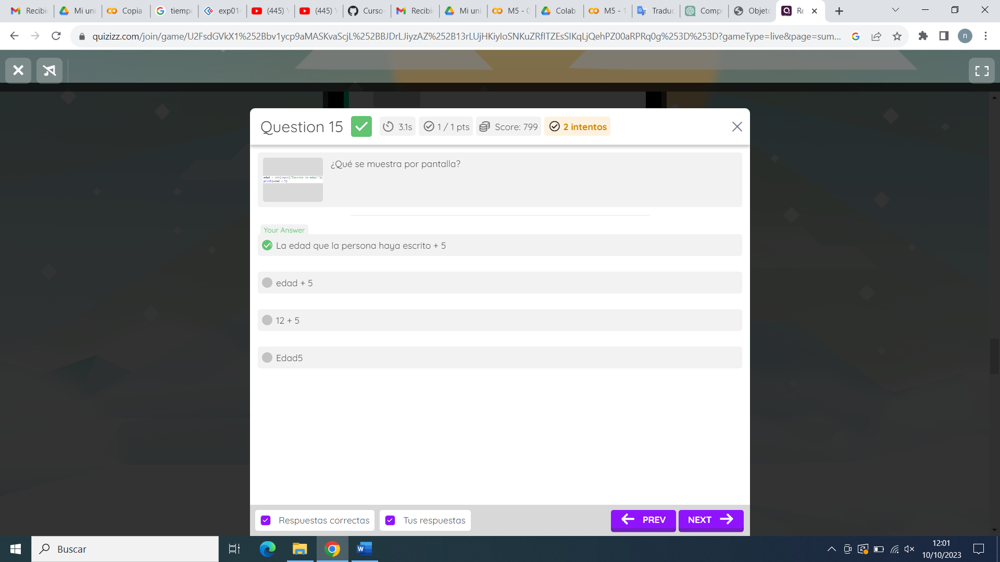 Recibi
Mi uni
Copia
tiempo
exp01
(445) Y
(445) Y
Curso-
Recibi
Mi uni
M5 - 0
Colab
M5 - 1
Traduc
Comp
Objeto
Re
quizizz.com/join/game/U2FsdGVkX1%252Bbv1ycp9aMASKvaScjL%252BBJDrLJiyzAZ%252B13rLUjHKiyIoSNKuZRflTZEsSIKqLjQehPZ00aRPRq0g%253D%253D?gameType=live&page=sum...
n
Question 15
3.1s
1 / 1 pts
Score: 799
2 intentos
edad = int(input("Escribe tu edad:"))
print(edad + 5)
¿Qué se muestra por pantalla?
Your Answer
La edad que la persona haya escrito + 5
edad + 5
12 + 5
Edad5
Respuestas correctas
Tus respuestas
PREV
NEXT
Buscar
12:01
10/10/2023